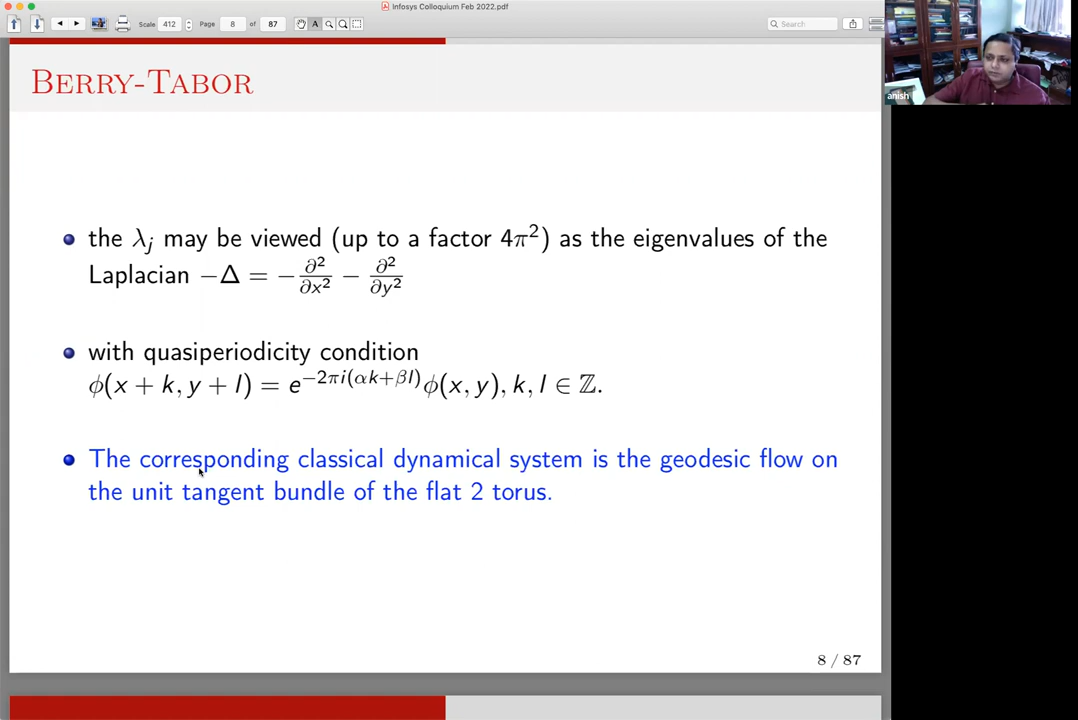 Infosys Colloquium Feb 2022.pdf
Scale 412 Page 8 of 87 A Search
BERRY-TABOR
the λ_j may be viewed (up to a factor 4π²) as the eigenvalues of the
Laplacian −Δ = −∂²/∂x² − ∂²/∂y²
with quasiperiodicity condition
ϕ(x + k, y + l) = e^{−2πi(αk+βl)}ϕ(x, y), k, l ∈ ℤ.
The corresponding classical dynamical system is the geodesic flow on
the unit tangent bundle of the flat 2 torus.
8 / 87
anish